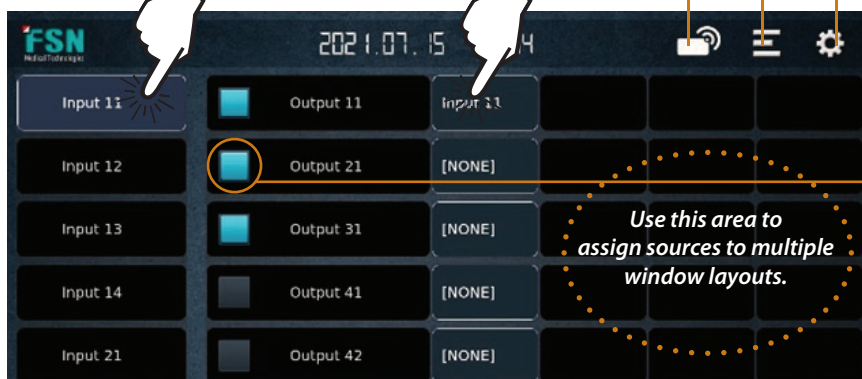 FSN
Medical Technologies
2021.07.15
Input 11 Output 11 Input 11
Input 12 Output 21 [NONE]
Input 13 Output 31 [NONE]
Use this area to
assign sources to multiple
window layouts.
Input 14 Output 41 [NONE]
Input 21 Output 42 [NONE]